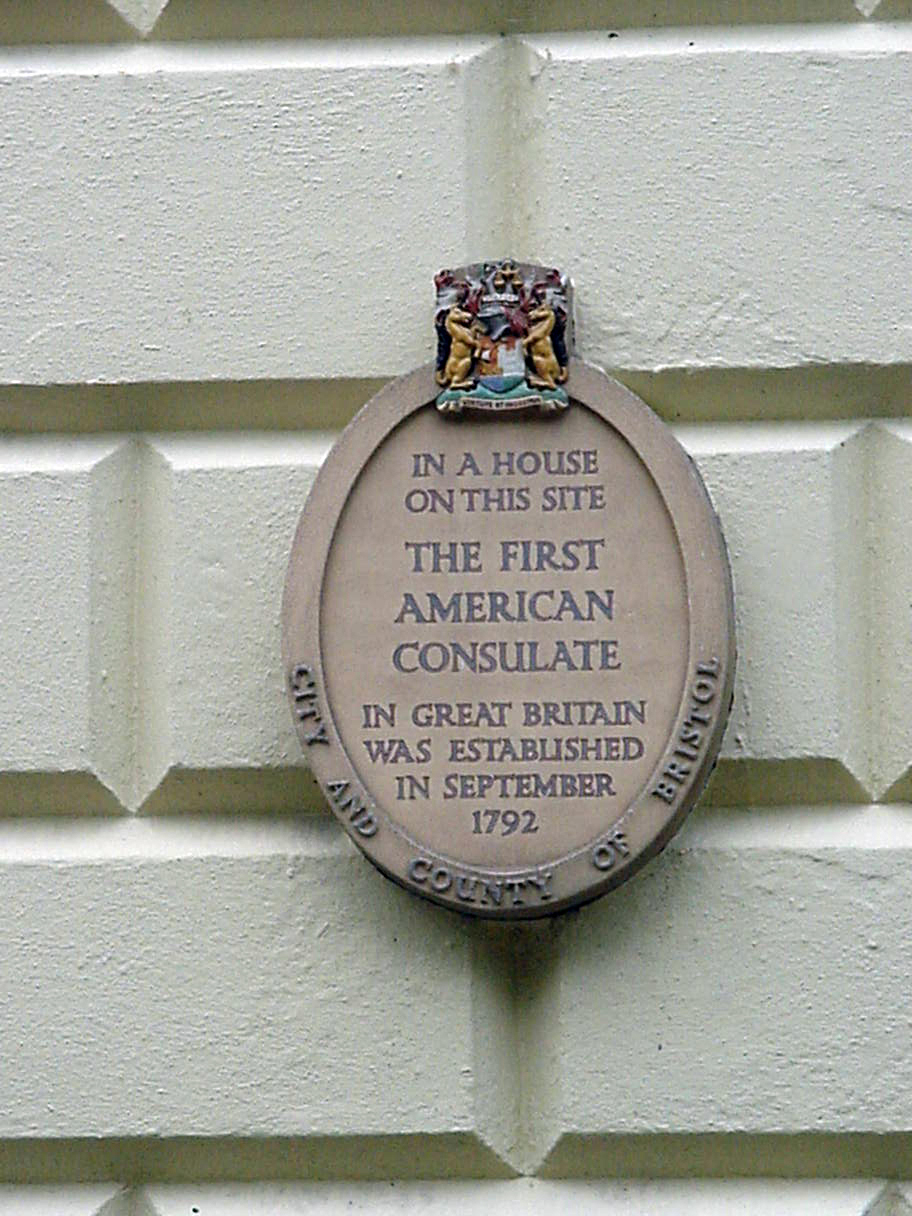 IN A HOUSE
ON THIS SITE
THE FIRST
AMERICAN
CONSULATE
IN GREAT BRITAIN
WAS ESTABLISHED
IN SEPTEMBER
1792
CITY AND COUNTY OF BRISTOL